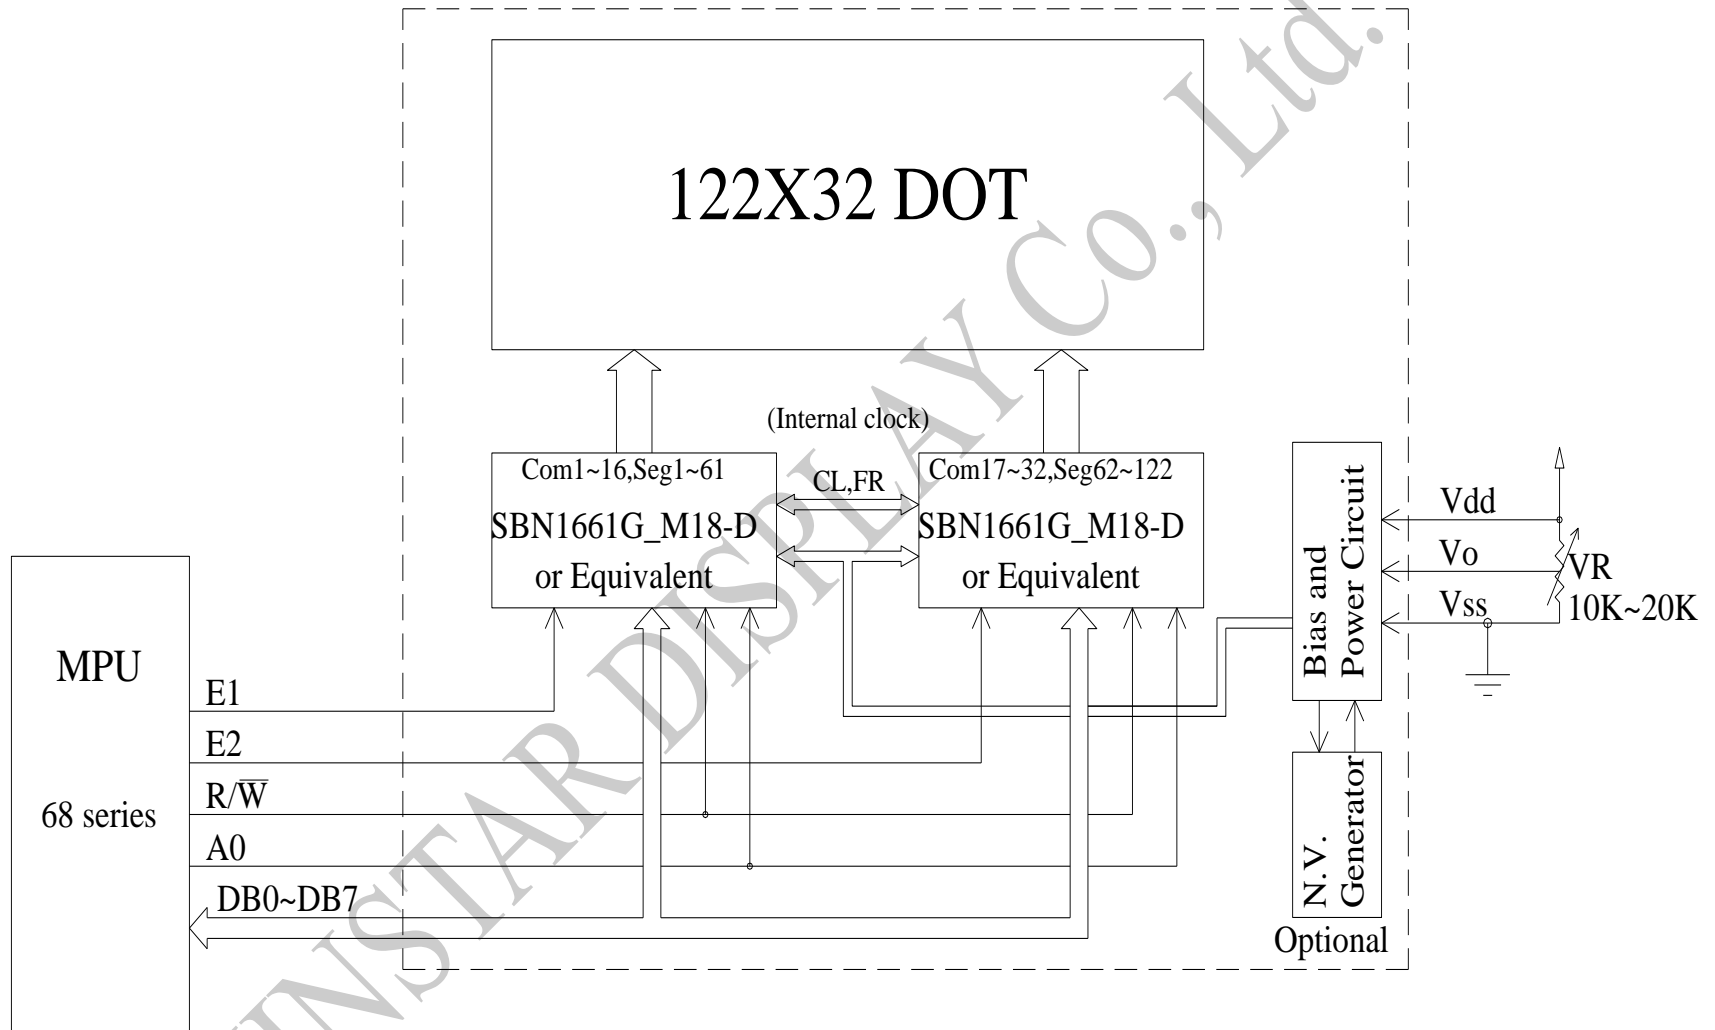 122X32 DOT
(Internal clock)
Com1~16,Seg1~61
SBN1661G_M18-D
or Equivalent
CL,FR
Com17~32,Seg62~122
SBN1661G_M18-D
or Equivalent
Bias and
Power Circuit
Vdd
Vo
Vss
VR
10K~20K
MPU
68 series
E1
E2
R/W̅
A0
DB0~DB7
N.V.
Generator
Optional
INSTAR DISPLAY Co., Ltd.